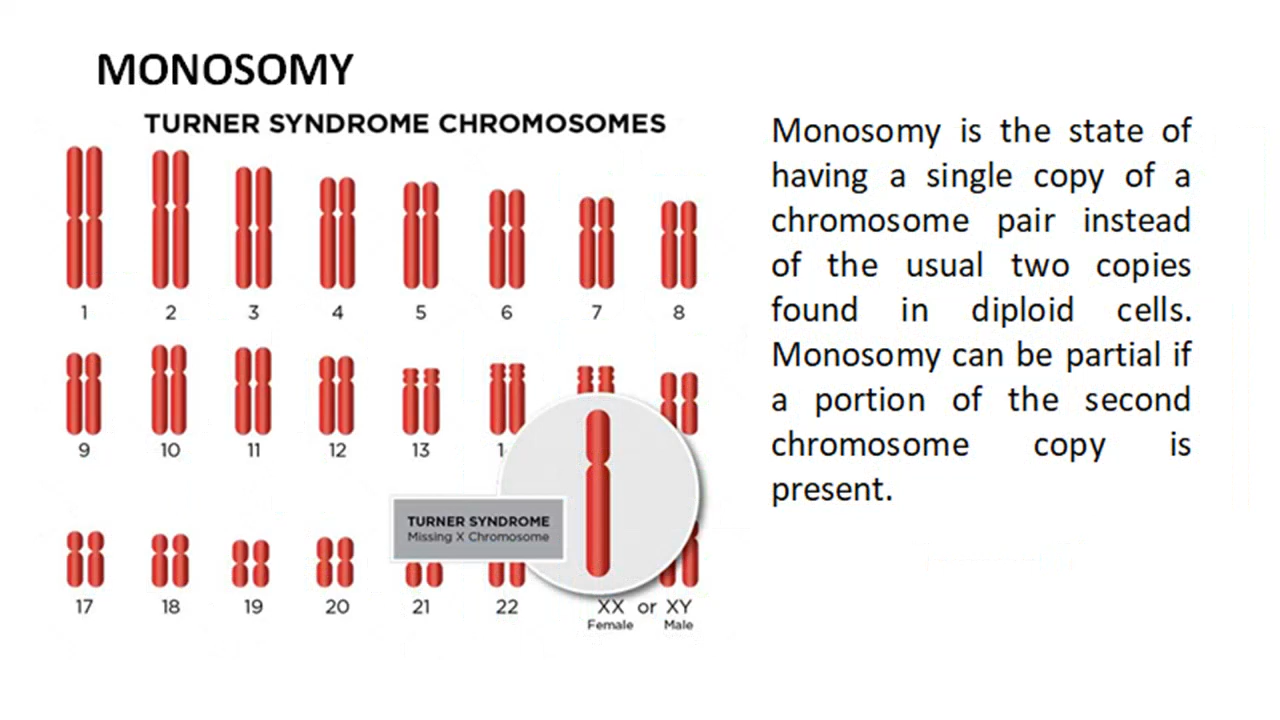 MONOSOMY
TURNER SYNDROME CHROMOSOMES
1 2 3 4 5 6 7 8
9 10 11 12 13
TURNER SYNDROME
Missing X Chromosome
17 18 19 20 21 22 XX or XY
Female Male
Monosomy is the state of
having a single copy of a
chromosome pair instead
of the usual two copies
found in diploid cells.
Monosomy can be partial if
a portion of the second
chromosome copy is
present.